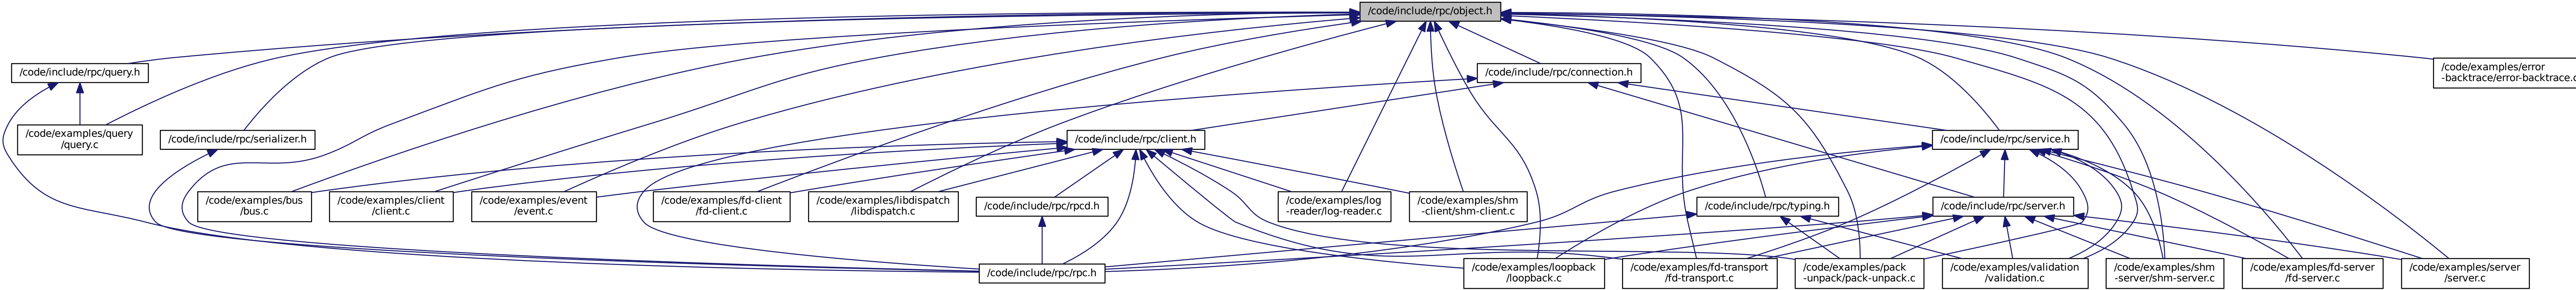 /code/include/rpc/object.h
/code/include/rpc/query.h
/code/include/rpc/connection.h
/code/examples/error
-backtrace/error-backtrace.c
/code/examples/query
/query.c
/code/include/rpc/serializer.h
/code/include/rpc/client.h
/code/include/rpc/service.h
/code/examples/bus
/bus.c
/code/examples/client
/client.c
/code/examples/event
/event.c
/code/examples/fd-client
/fd-client.c
/code/examples/libdispatch
/libdispatch.c
/code/include/rpc/rpcd.h
/code/examples/log
-reader/log-reader.c
/code/examples/shm
-client/shm-client.c
/code/include/rpc/typing.h
/code/include/rpc/server.h
/code/include/rpc/rpc.h
/code/examples/loopback
/loopback.c
/code/examples/fd-transport
/fd-transport.c
/code/examples/pack
-unpack/pack-unpack.c
/code/examples/validation
/validation.c
/code/examples/shm
-server/shm-server.c
/code/examples/fd-server
/fd-server.c
/code/examples/server
/server.c